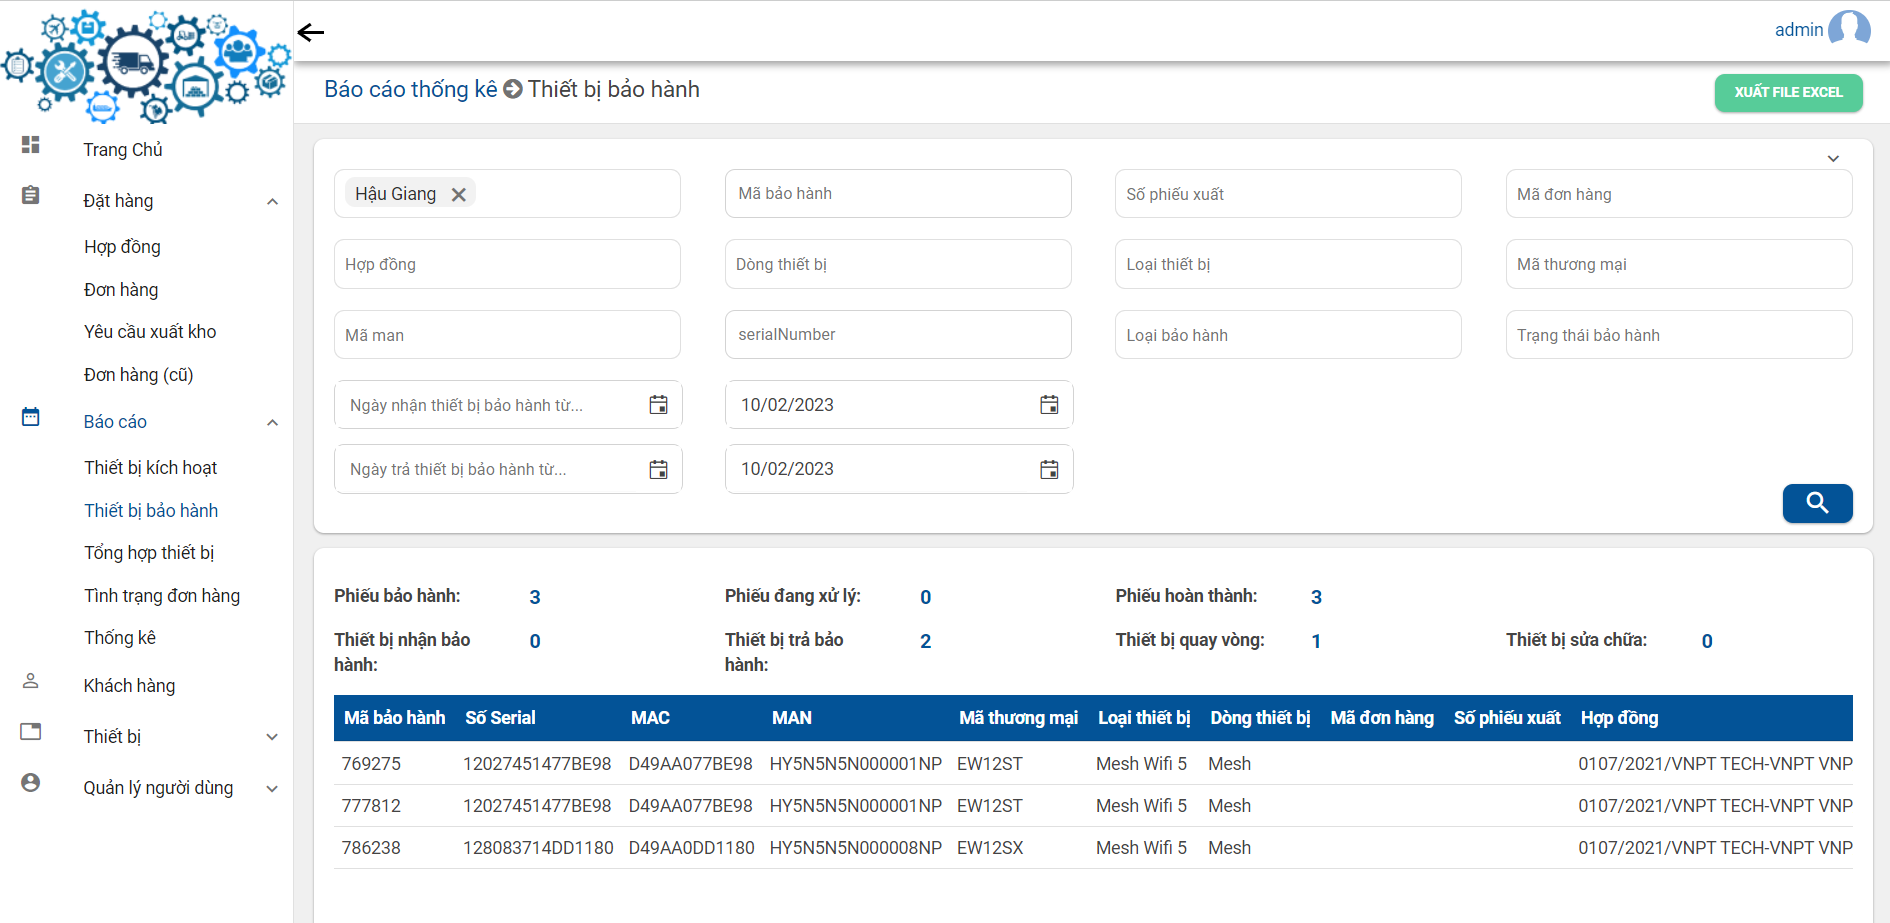 admin
Báo cáo thống kê Thiết bị bảo hành
XUẤT FILE EXCEL
Trang Chủ
Đặt hàng
Hợp đồng
Đơn hàng
Yêu cầu xuất kho
Đơn hàng (cũ)
Báo cáo
Thiết bị kích hoạt
Thiết bị bảo hành
Tổng hợp thiết bị
Tình trạng đơn hàng
Thống kê
Khách hàng
Thiết bị
Quản lý người dùng
Hậu Giang
Mã bảo hành
Số phiếu xuất
Mã đơn hàng
Hợp đồng
Dòng thiết bị
Loại thiết bị
Mã thương mại
Mã man
serialNumber
Loại bảo hành
Trạng thái bảo hành
Ngày nhận thiết bị bảo hành từ...
10/02/2023
Ngày trả thiết bị bảo hành từ...
10/02/2023
Phiếu bảo hành: 3
Phiếu đang xử lý: 0
Phiếu hoàn thành: 3
Thiết bị nhận bảo hành: 0
Thiết bị trả bảo hành: 2
Thiết bị quay vòng: 1
Thiết bị sửa chữa: 0
Mã bảo hành Số Serial MAC MAN Mã thương mại Loại thiết bị Dòng thiết bị Mã đơn hàng Số phiếu xuất Hợp đồng
769275 12027451477BE98 D49AA077BE98 HY5N5N5N000001NP EW12ST Mesh Wifi 5 Mesh 0107/2021/VNPT TECH-VNPT VNP
777812 12027451477BE98 D49AA077BE98 HY5N5N5N000001NP EW12ST Mesh Wifi 5 Mesh 0107/2021/VNPT TECH-VNPT VNP
786238 128083714DD1180 D49AA0DD1180 HY5N5N5N000008NP EW12SX Mesh Wifi 5 Mesh 0107/2021/VNPT TECH-VNPT VNP